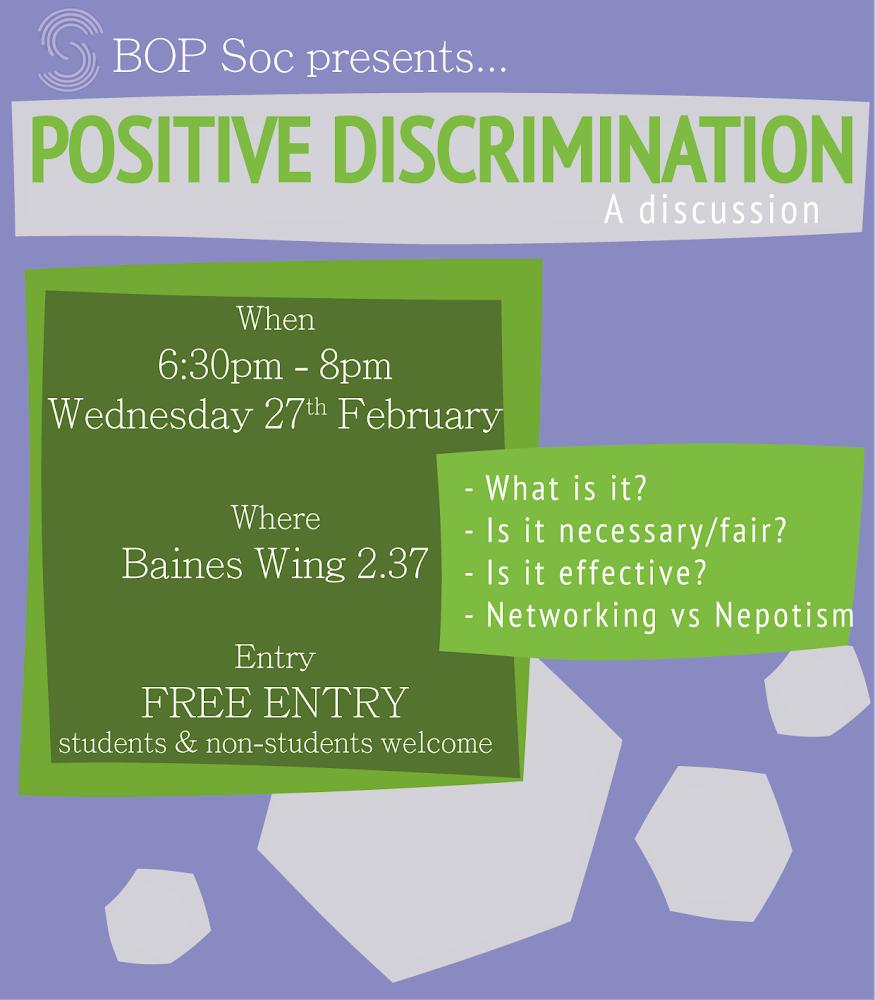 BOP Soc presents...
POSITIVE DISCRIMINATION
A discussion
When
6:30pm - 8pm
Wednesday 27th February
Where
Baines Wing 2.37
Entry
FREE ENTRY
students & non-students welcome
- What is it?
- Is it necessary/fair?
- Is it effective?
- Networking vs Nepotism